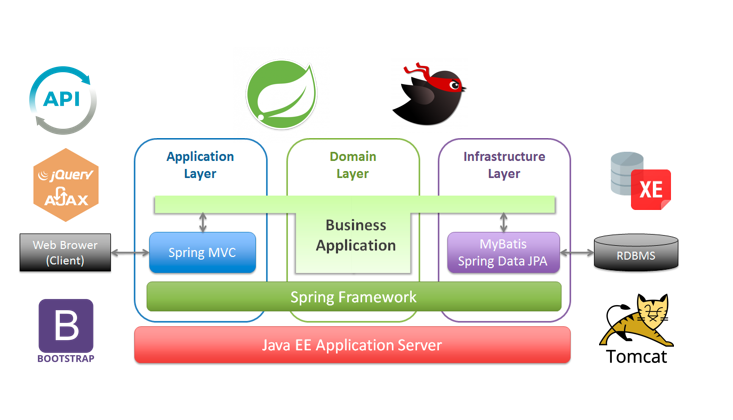 API
jQuery
AJAX
Web Brower
(Client)
B
BOOTSTRAP
Application
Layer
Domain
Layer
Infrastructure
Layer
Business
Application
Spring MVC
MyBatis
Spring Data JPA
Spring Framework
Java EE Application Server
XE
RDBMS
Tomcat